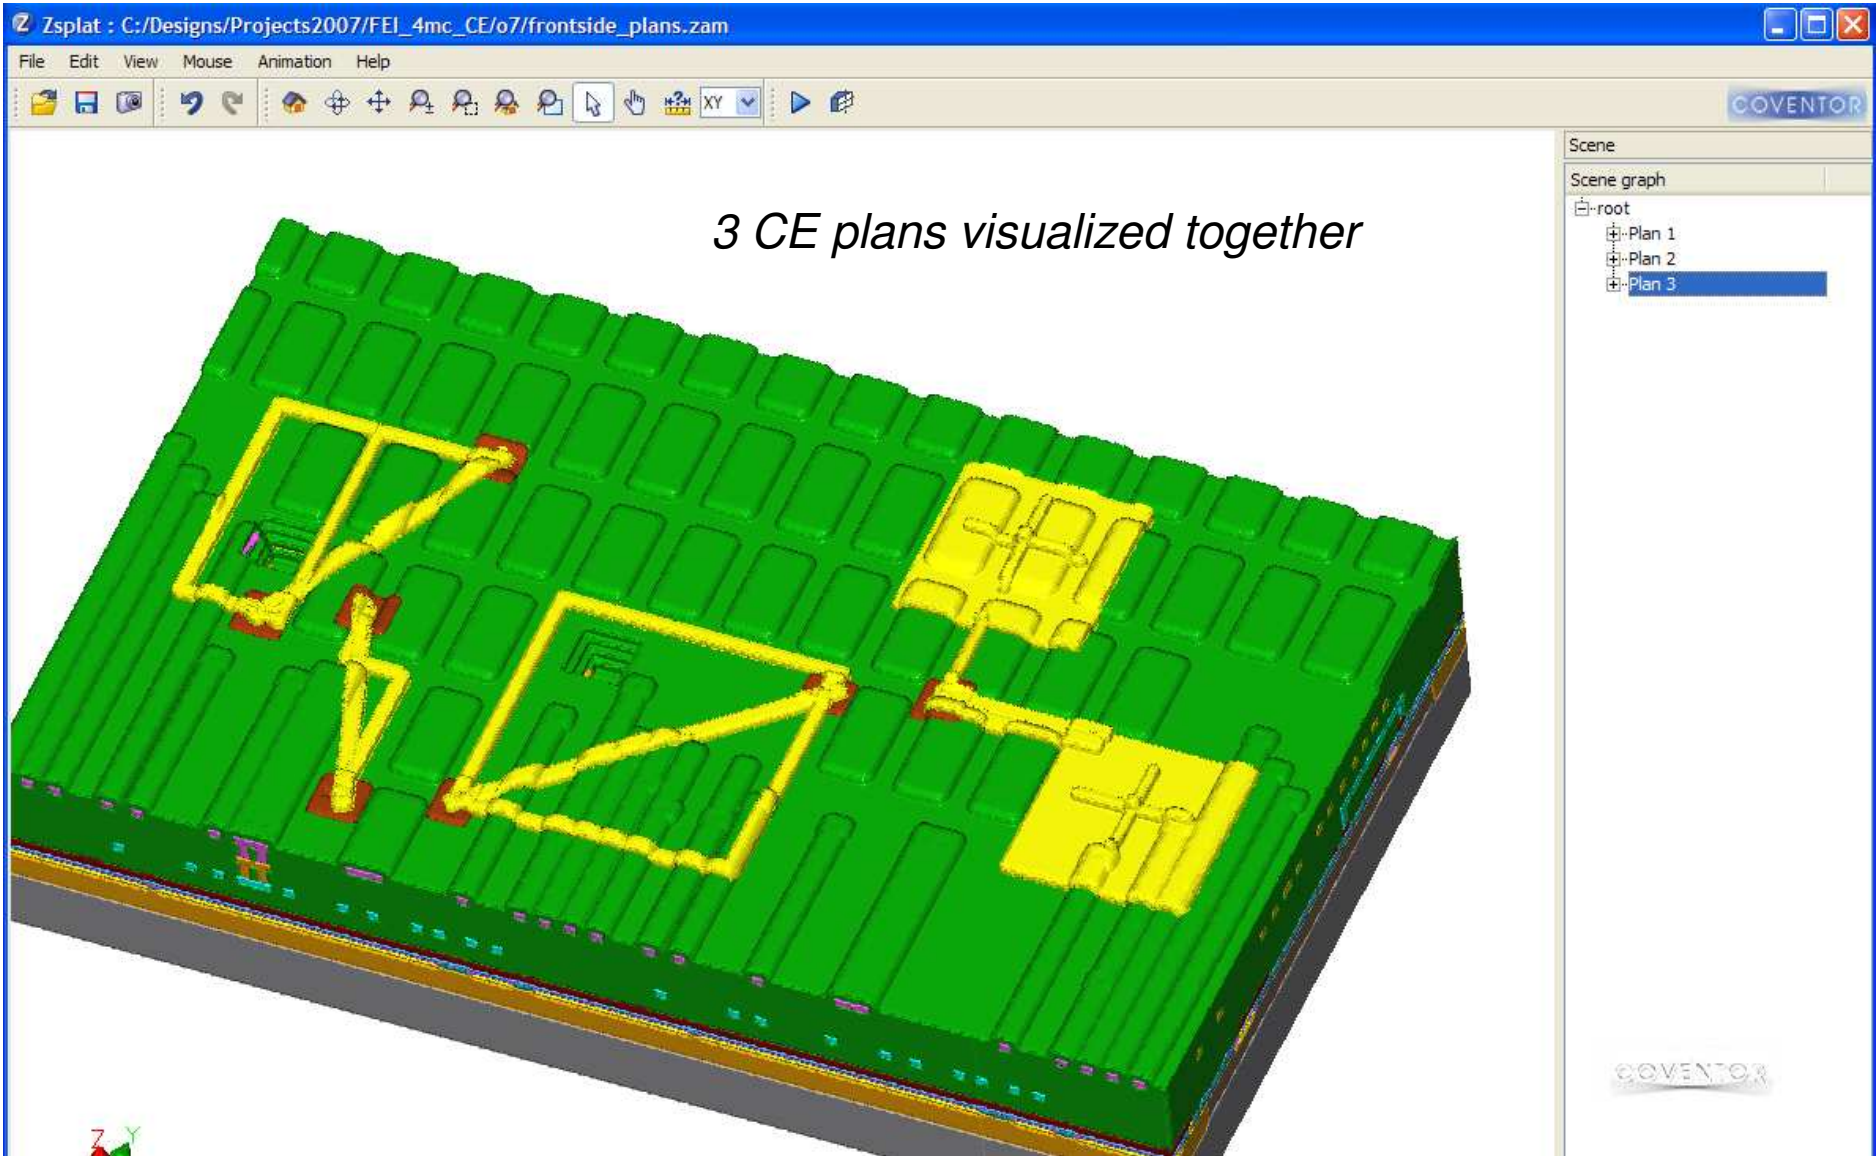 Zsplat : C:/Designs/Projects2007/FEI_4mc_CE/o7/frontside_plans.zam
File Edit View Mouse Animation Help
XY
COVENTOR
Scene
Scene graph
root
Plan 1
Plan 2
Plan 3
3 CE plans visualized together
COVENTOR
Z Y